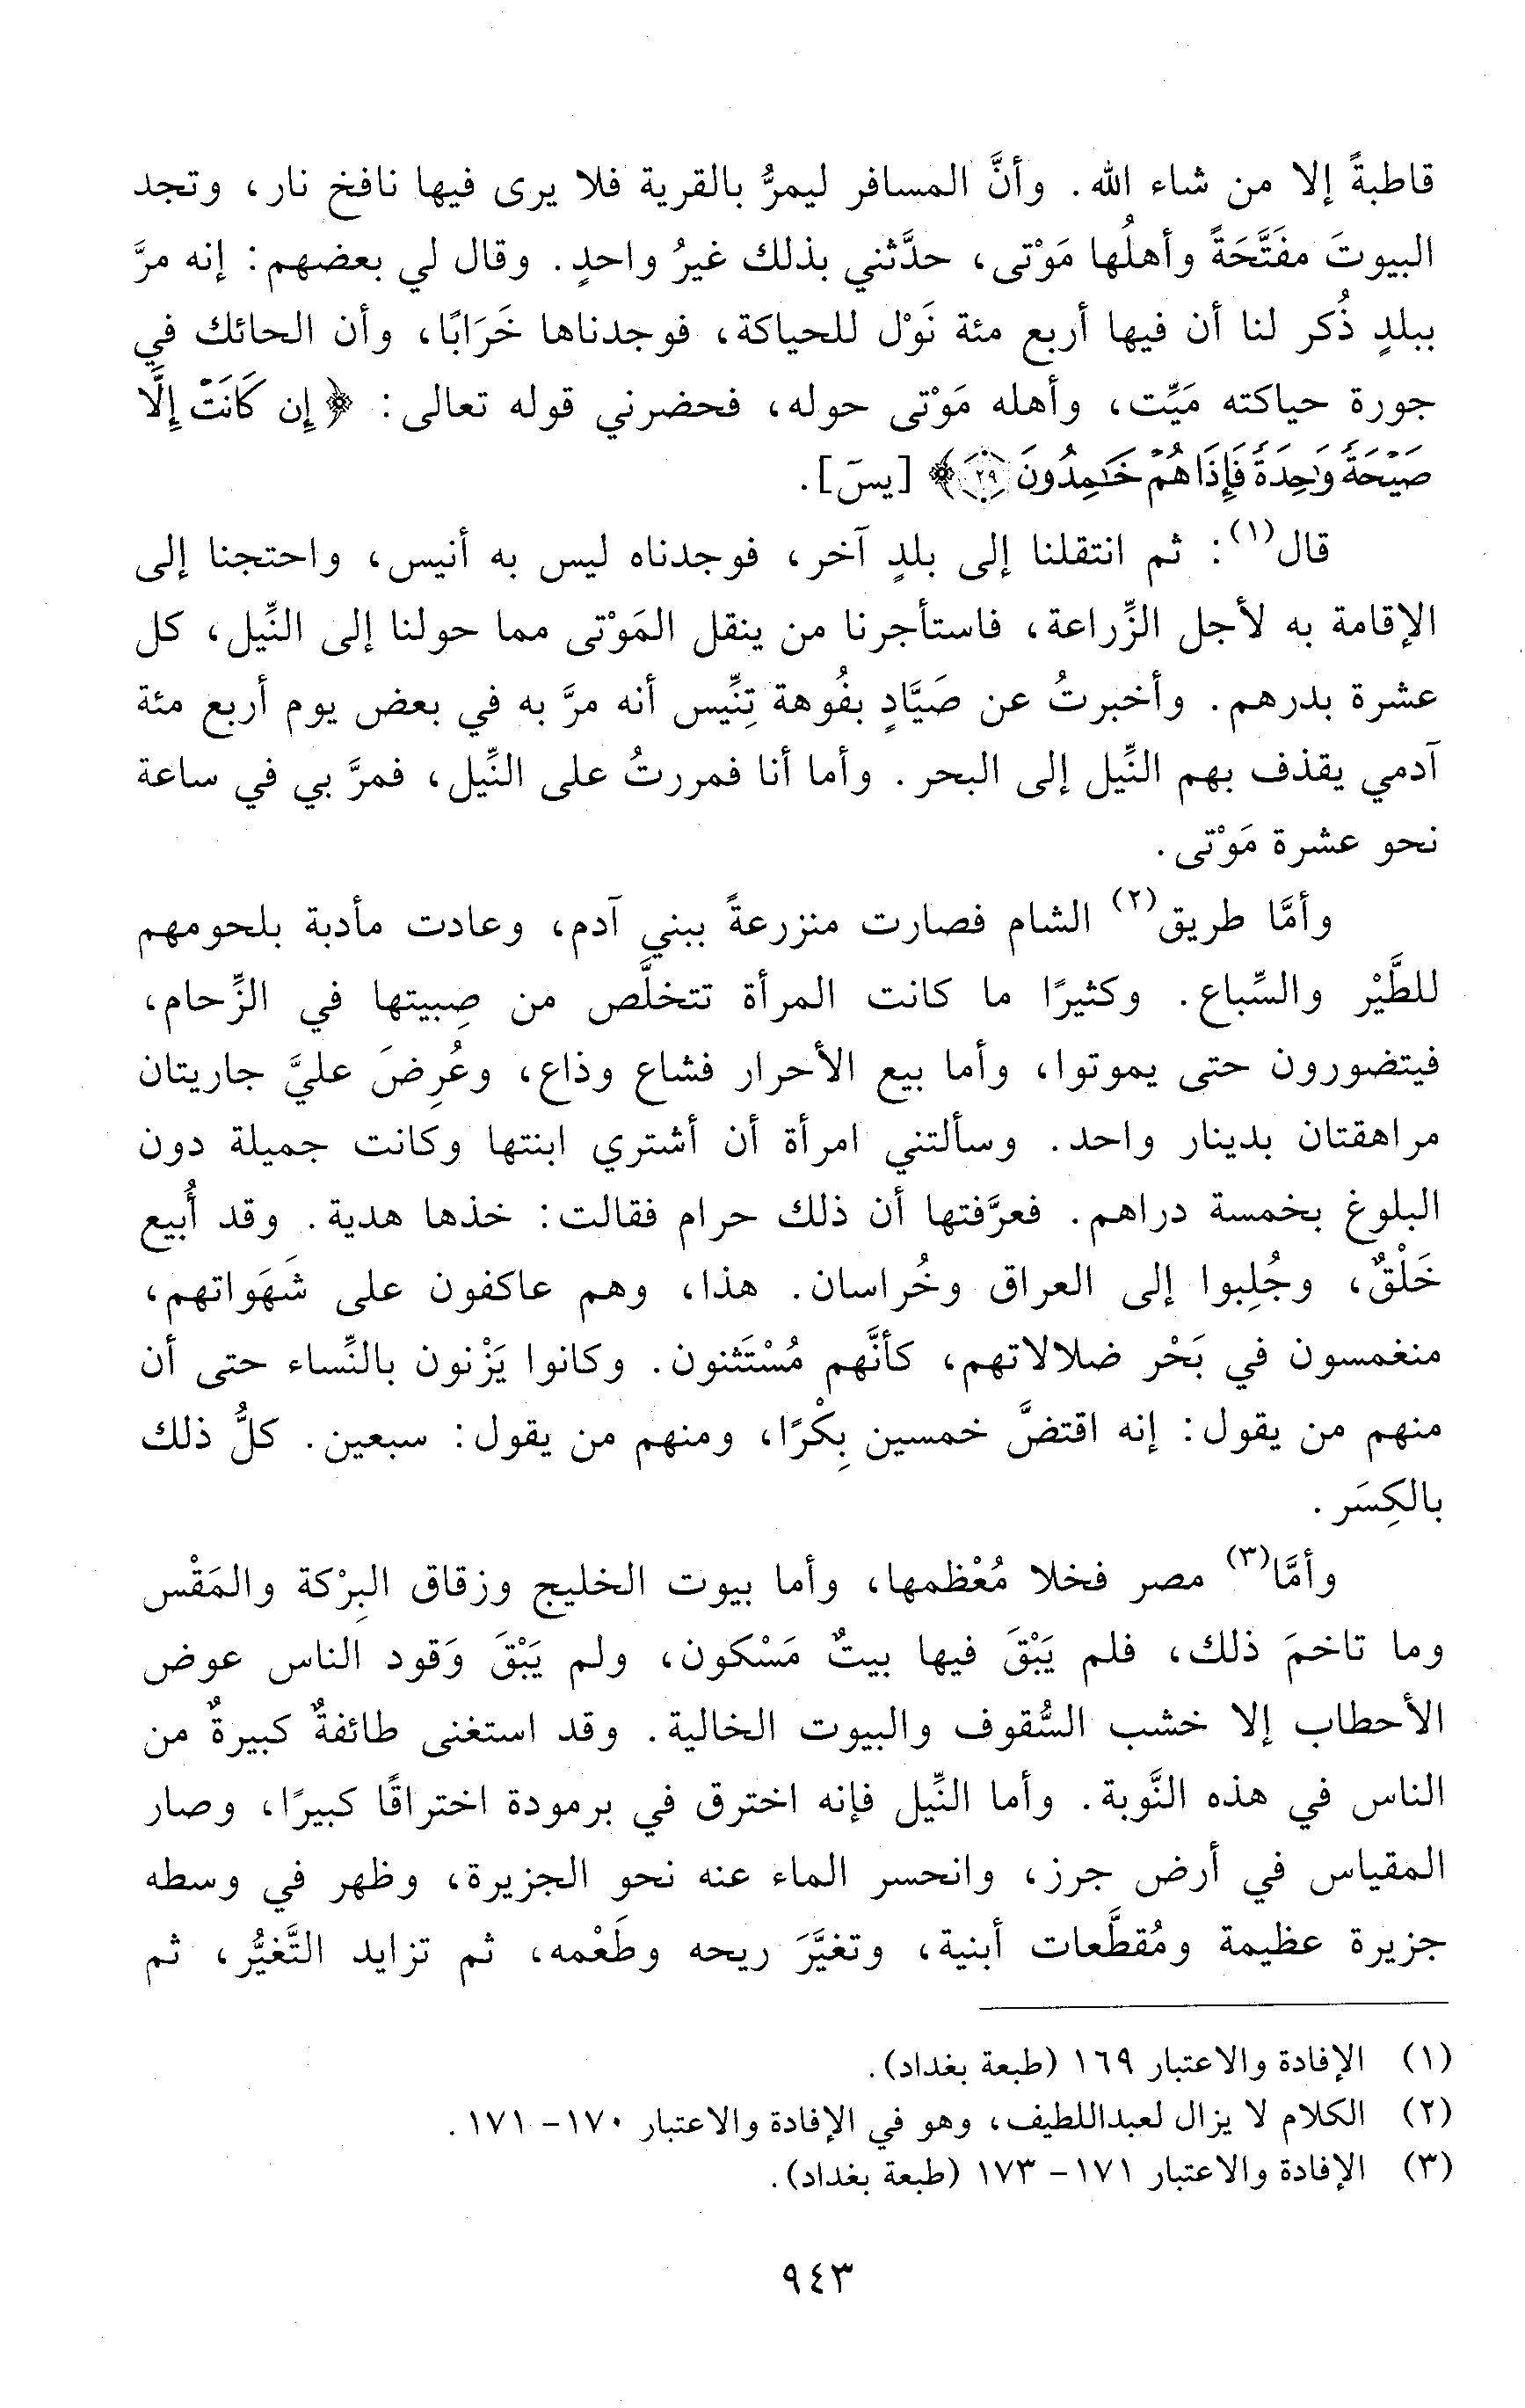 قاطبةً إلا من شاء الله. وأنَّ المسافر ليمرُّ بالقرية فلا يرى فيها نافخ نار، وتجد
البيوتَ مفَتَّحَةً وأهلُها مَوْتى، حدَّثني بذلك غيرُ واحدٍ. وقال لي بعضهم: إنه مرَّ
ببلدٍ ذُكر لنا أن فيها أربع مئة نَوْل للحياكة، فوجدناها خَرَابًا، وأن الحائك في
جورة حياكته مَيِّت، وأهله مَوْتى حوله، فحضرني قوله تعالى: ﴿إِن كَانَتْ إِلَّا
صَيْحَةً وَٰحِدَةً فَإِذَا هُمْ خَٰمِدُونَ ۝٢٩﴾ [يسَ].
قال(١): ثم انتقلنا إلى بلدٍ آخر، فوجدناه ليس به أنيس، واحتجنا إلى
الإقامة به لأجل الزِّراعة، فاستأجرنا من ينقل المَوْتى مما حولنا إلى النِّيل، كل
عشرة بدرهم. وأخبرتُ عن صَيَّادٍ بفُوهة تِنِّيس أنه مرَّ به في بعض يوم أربع مئة
آدمي يقذف بهم النِّيل إلى البحر. وأما أنا فمررتُ على النِّيل، فمرَّ بي في ساعة
نحو عشرة مَوْتى.
وأمَّا طريق(٢) الشام فصارت منزرعةً ببني آدم، وعادت مأدبة بلحومهم
للطَّيْر والسِّباع. وكثيرًا ما كانت المرأة تتخلَّص من صِبيتها في الزِّحام،
فيتضورون حتى يموتوا، وأما بيع الأحرار فشاع وذاع، وعُرِضَ عليَّ جاريتان
مراهقتان بدينار واحد. وسألتني امرأة أن أشتري ابنتها وكانت جميلة دون
البلوغ بخمسة دراهم. فعرَّفتها أن ذلك حرام فقالت: خذها هدية. وقد أُبيع
خَلْقٌ، وجُلِبوا إلى العراق وخُراسان. هذا، وهم عاكفون على شَهَواتهم،
منغمسون في بَحْر ضلالاتهم، كأنَّهم مُسْتَثنون. وكانوا يَزْنون بالنِّساء حتى أن
منهم من يقول: إنه اقتضَّ خمسين بِكْرًا، ومنهم من يقول: سبعين. كلُّ ذلك
بالكِسَر.
وأمَّا(٣) مصر فخلا مُعْظمها، وأما بيوت الخليج وزقاق البِرْكة والمَقْس
وما تاخمَ ذلك، فلم يَبْقَ فيها بيتٌ مَسْكون، ولم يَبْقَ وَقود الناس عوض
الأحطاب إلا خشب السُّقوف والبيوت الخالية. وقد استغنى طائفةٌ كبيرةٌ من
الناس في هذه النَّوبة. وأما النِّيل فإنه اخترق في برمودة اختراقًا كبيرًا، وصار
المقياس في أرض جرز، وانحسر الماء عنه نحو الجزيرة، وظهر في وسطه
جزيرة عظيمة ومُقطَّعات أبنية، وتغيَّرَ ريحه وطَعْمه، ثم تزايد التَّغيُّر، ثم
(١) الإفادة والاعتبار ١٦٩ (طبعة بغداد).
(٢) الكلام لا يزال لعبداللطيف، وهو في الإفادة والاعتبار ١٧٠- ١٧١.
(٣) الإفادة والاعتبار ١٧١- ١٧٣ (طبعة بغداد).
٩٤٣